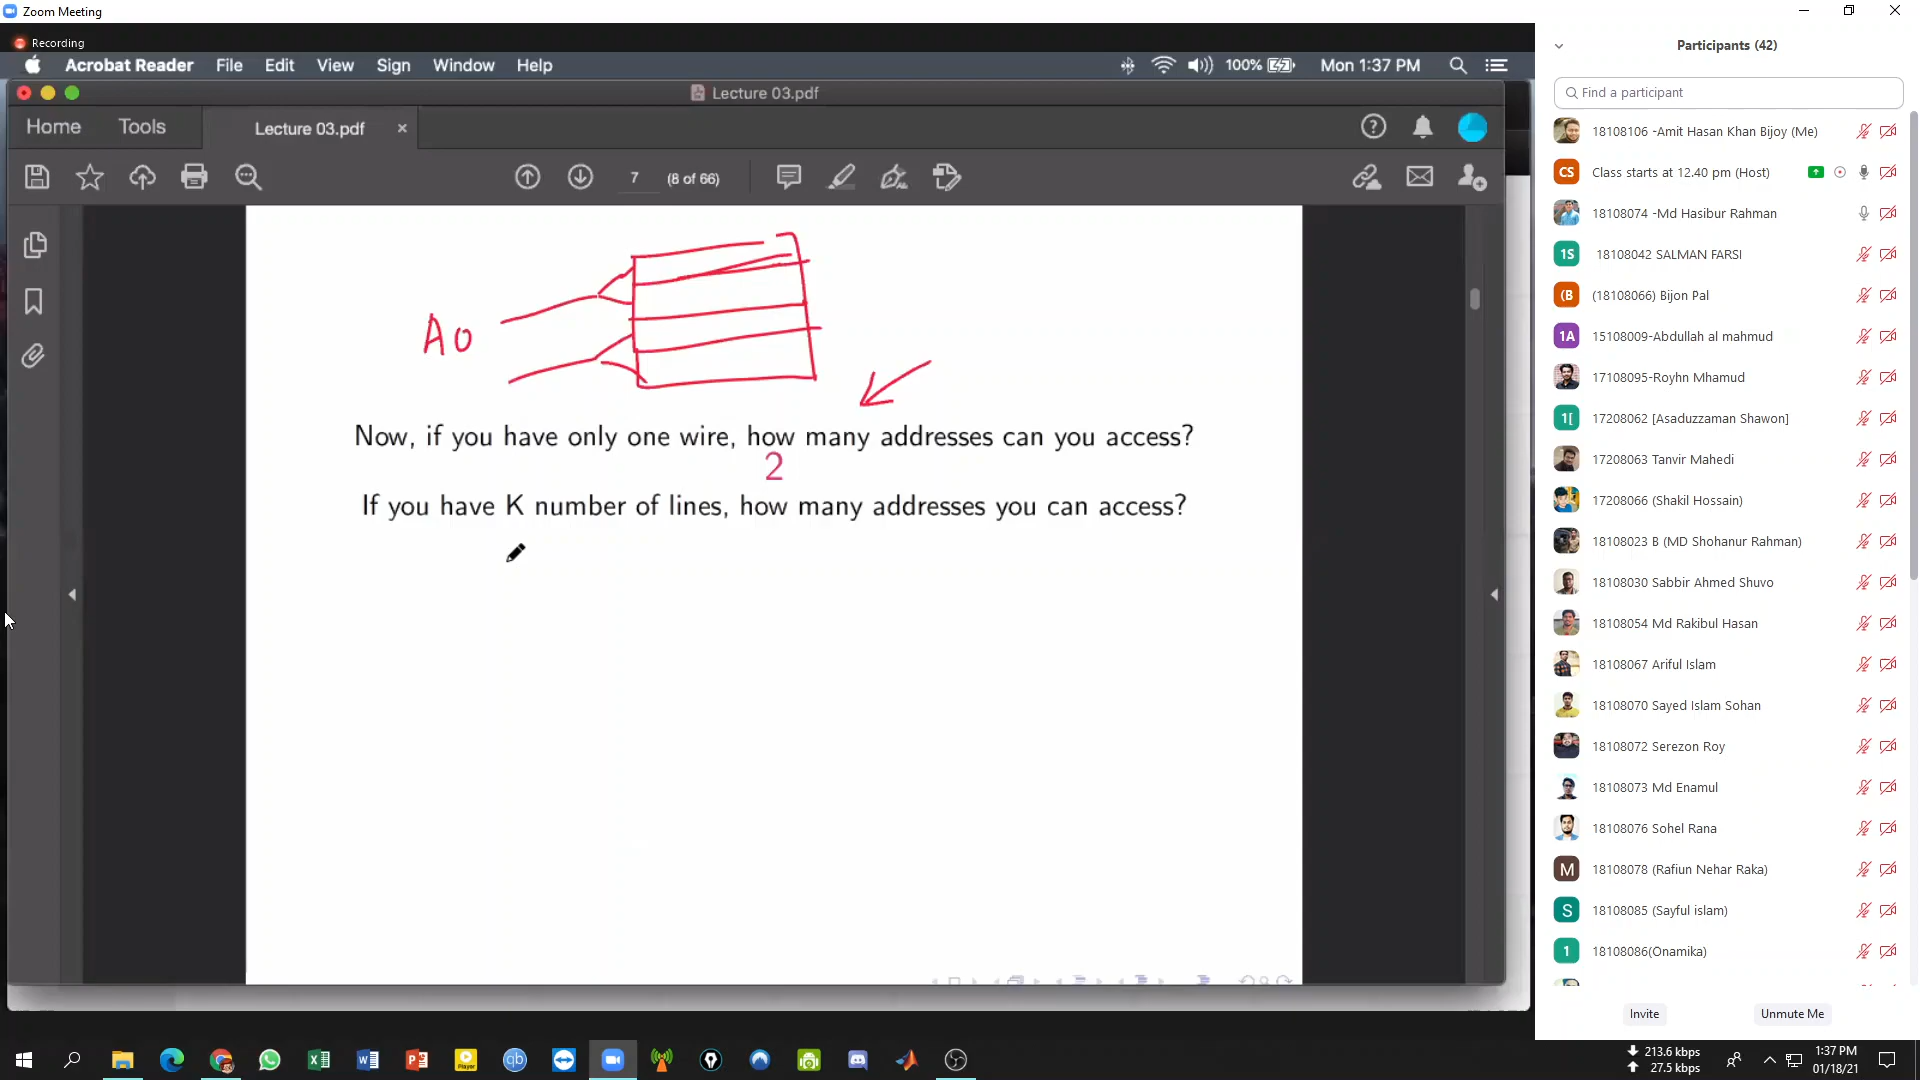 Zoom Meeting
Recording
Acrobat Reader File Edit View Sign Window Help 100% Mon 1:37 PM
Lecture 03.pdf
Home Tools Lecture 03.pdf ×
7 (8 of 66)
A0
Now, if you have only one wire, how many addresses can you access?
2
If you have K number of lines, how many addresses you can access?
Participants (42)
Find a participant
18108106 -Amit Hasan Khan Bijoy (Me)
CS Class starts at 12.40 pm (Host)
18108074 -Md Hasibur Rahman
1S 18108042 SALMAN FARSI
(B (18108066) Bijon Pal
1A 15108009-Abdullah al mahmud
17108095-Royhn Mhamud
1[ 17208062 [Asaduzzaman Shawon]
17208063 Tanvir Mahedi
17208066 (Shakil Hossain)
18108023 B (MD Shohanur Rahman)
18108030 Sabbir Ahmed Shuvo
18108054 Md Rakibul Hasan
18108067 Ariful Islam
18108070 Sayed Islam Sohan
18108072 Serezon Roy
18108073 Md Enamul
18108076 Sohel Rana
M 18108078 (Rafiun Nehar Raka)
S 18108085 (Sayful islam)
1 18108086(Onamika)
Invite Unmute Me
213.6 kbps
27.5 kbps
1:37 PM
01/18/21